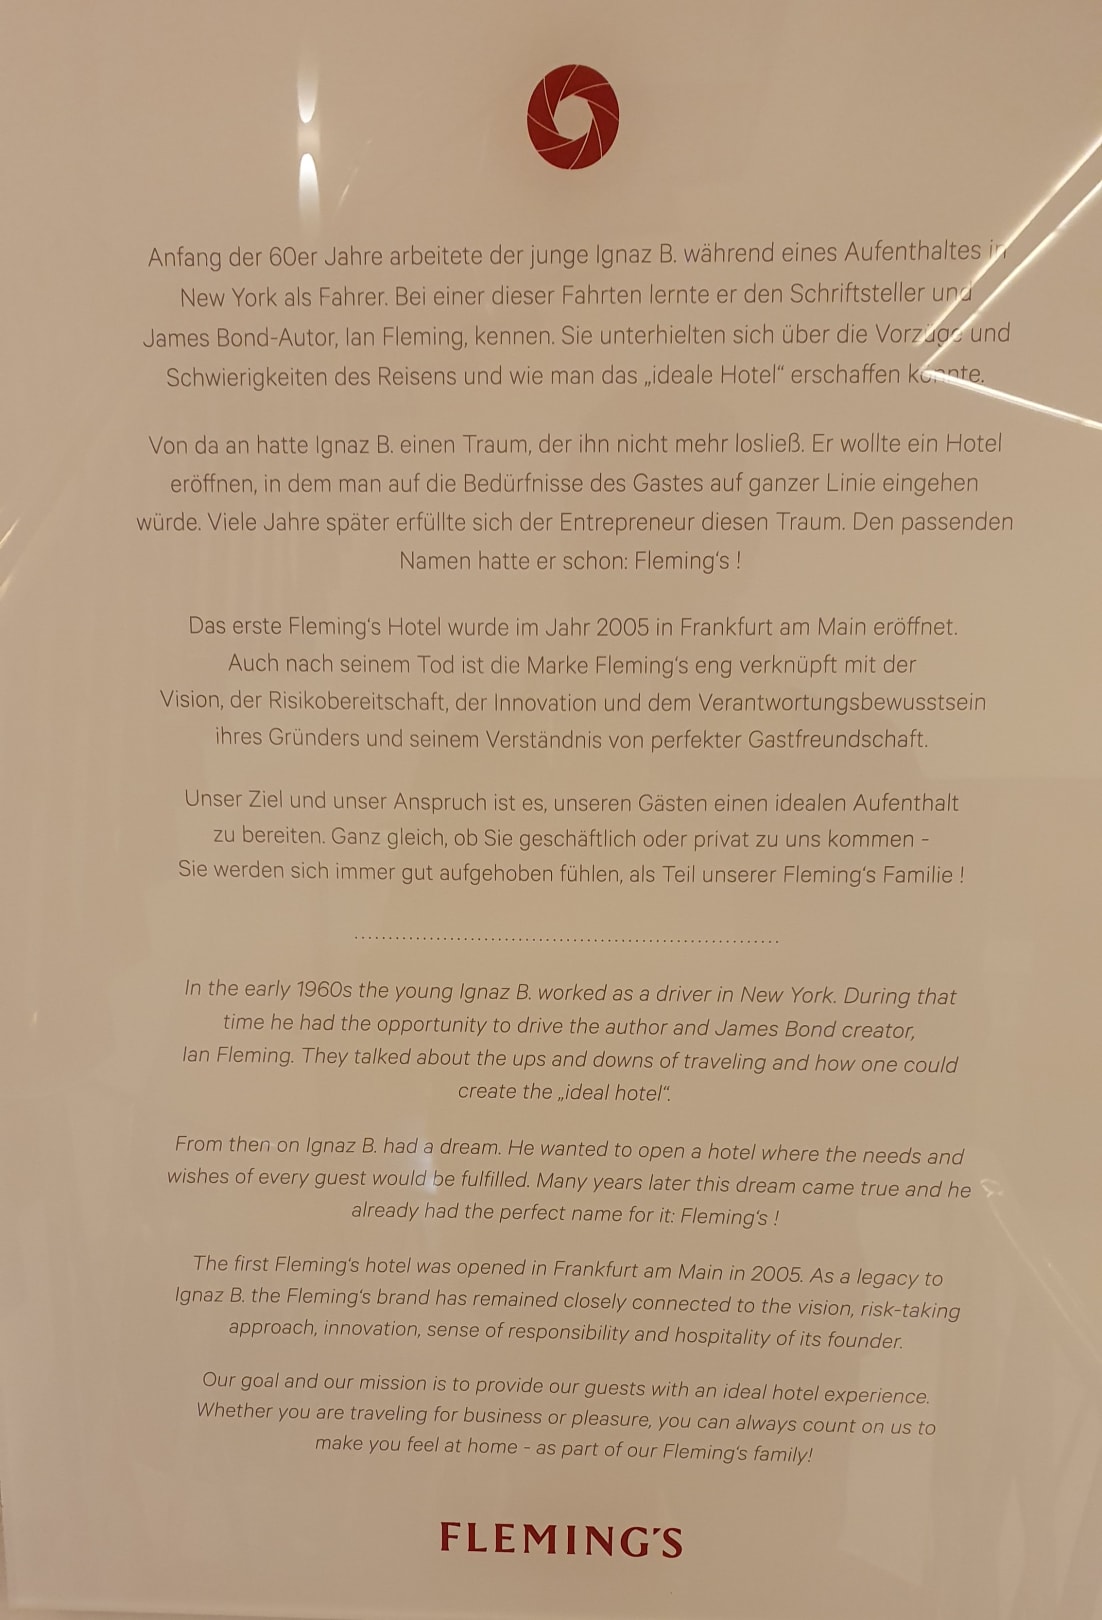 Anfang der 60er Jahre arbeitete der junge Ignaz B. während eines Aufenthaltes in
New York als Fahrer. Bei einer dieser Fahrten lernte er den Schriftsteller und
James Bond-Autor, Ian Fleming, kennen. Sie unterhielten sich über die Vorzüge und
Schwierigkeiten des Reisens und wie man das „ideale Hotel“ erschaffen könnte.
Von da an hatte Ignaz B. einen Traum, der ihn nicht mehr losließ. Er wollte ein Hotel
eröffnen, in dem man auf die Bedürfnisse des Gastes auf ganzer Linie eingehen
würde. Viele Jahre später erfüllte sich der Entrepreneur diesen Traum. Den passenden
Namen hatte er schon: Fleming‘s !
Das erste Fleming‘s Hotel wurde im Jahr 2005 in Frankfurt am Main eröffnet.
Auch nach seinem Tod ist die Marke Fleming‘s eng verknüpft mit der
Vision, der Risikobereitschaft, der Innovation und dem Verantwortungsbewusstsein
ihres Gründers und seinem Verständnis von perfekter Gastfreundschaft.
Unser Ziel und unser Anspruch ist es, unseren Gästen einen idealen Aufenthalt
zu bereiten. Ganz gleich, ob Sie geschäftlich oder privat zu uns kommen -
Sie werden sich immer gut aufgehoben fühlen, als Teil unserer Fleming‘s Familie !
In the early 1960s the young Ignaz B. worked as a driver in New York. During that
time he had the opportunity to drive the author and James Bond creator,
Ian Fleming. They talked about the ups and downs of traveling and how one could
create the „ideal hotel“.
From then on Ignaz B. had a dream. He wanted to open a hotel where the needs and
wishes of every guest would be fulfilled. Many years later this dream came true and he
already had the perfect name for it: Fleming‘s !
The first Fleming‘s hotel was opened in Frankfurt am Main in 2005. As a legacy to
Ignaz B. the Fleming‘s brand has remained closely connected to the vision, risk-taking
approach, innovation, sense of responsibility and hospitality of its founder.
Our goal and our mission is to provide our guests with an ideal hotel experience.
Whether you are traveling for business or pleasure, you can always count on us to
make you feel at home - as part of our Fleming‘s family!
FLEMING'S